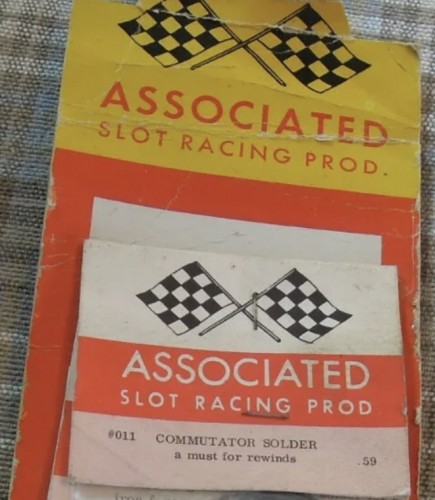 ASSOCIATED
SLOT RACING PROD.
ASSOCIATED
SLOT RACING PROD
#011 COMMUTATOR SOLDER .59
a must for rewinds